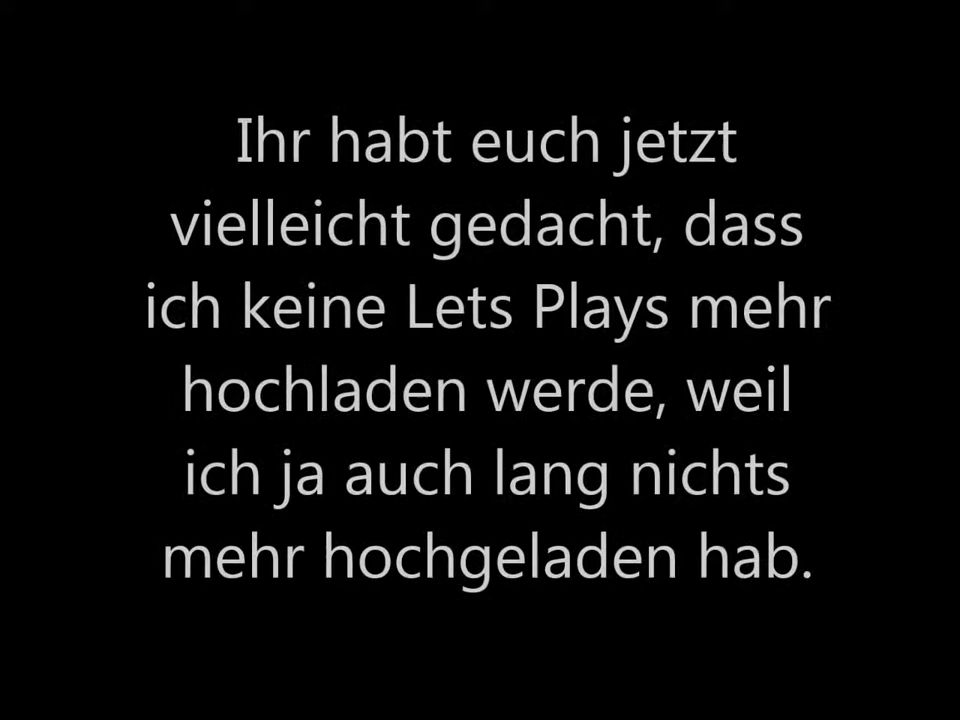 Ihr habt euch jetzt
vielleicht gedacht, dass
ich keine Lets Plays mehr
hochladen werde, weil
ich ja auch lang nichts
mehr hochgeladen hab.